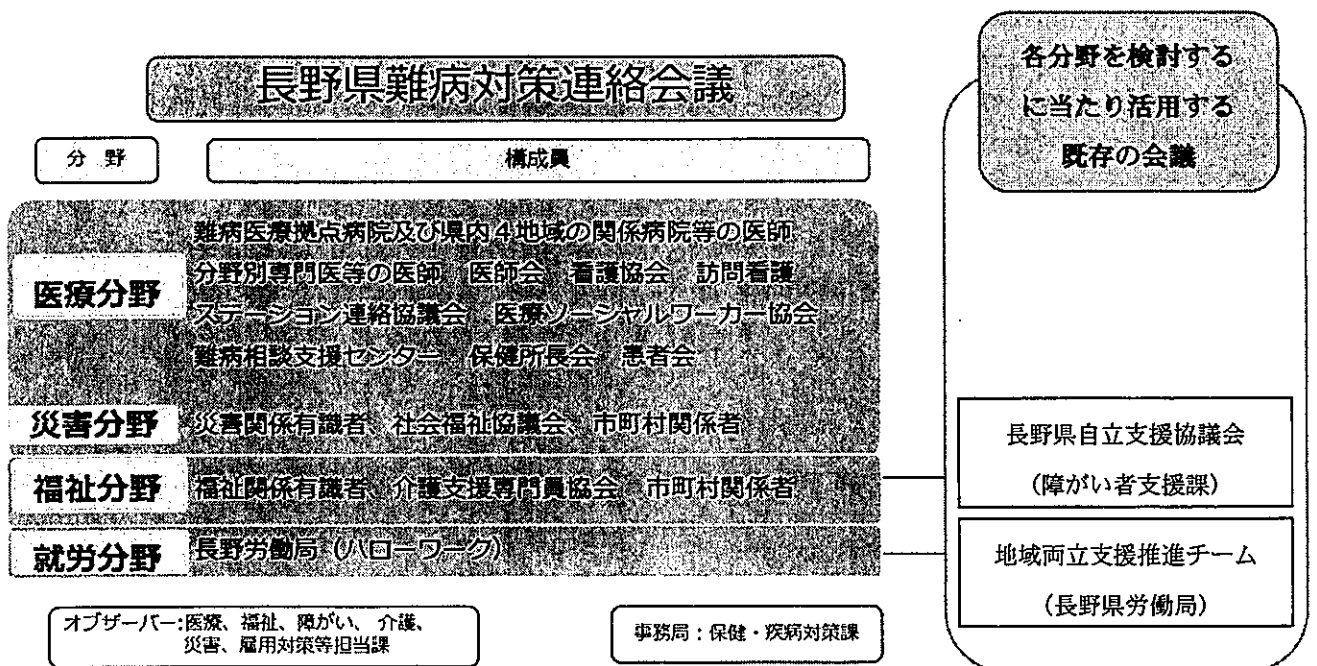 長野県難病対策連絡会議
分 野
構成員
医療分野
難病医療拠点病院及び県内4地域の関係病院等の医師
分野別専門医等の医師 医師会 看護協会 訪問看護
ステーション連絡協議会 医療ソーシャルワーカー協会
難病相談支援センター 保健所長会 患者会
災害分野
災害関係有識者、社会福祉協議会、市町村関係者
福祉分野
福祉関係有識者、介護支援専門員協会 市町村関係者
就労分野
長野労働局(ハローワーク)
オブザーバー:医療、福祉、障がい、介護、
災害、雇用対策等担当課
事務局:保健・疾病対策課
各分野を検討する
に当たり活用する
既存の会議
長野県自立支援協議会
(障がい者支援課)
地域両立支援推進チーム
(長野県労働局)